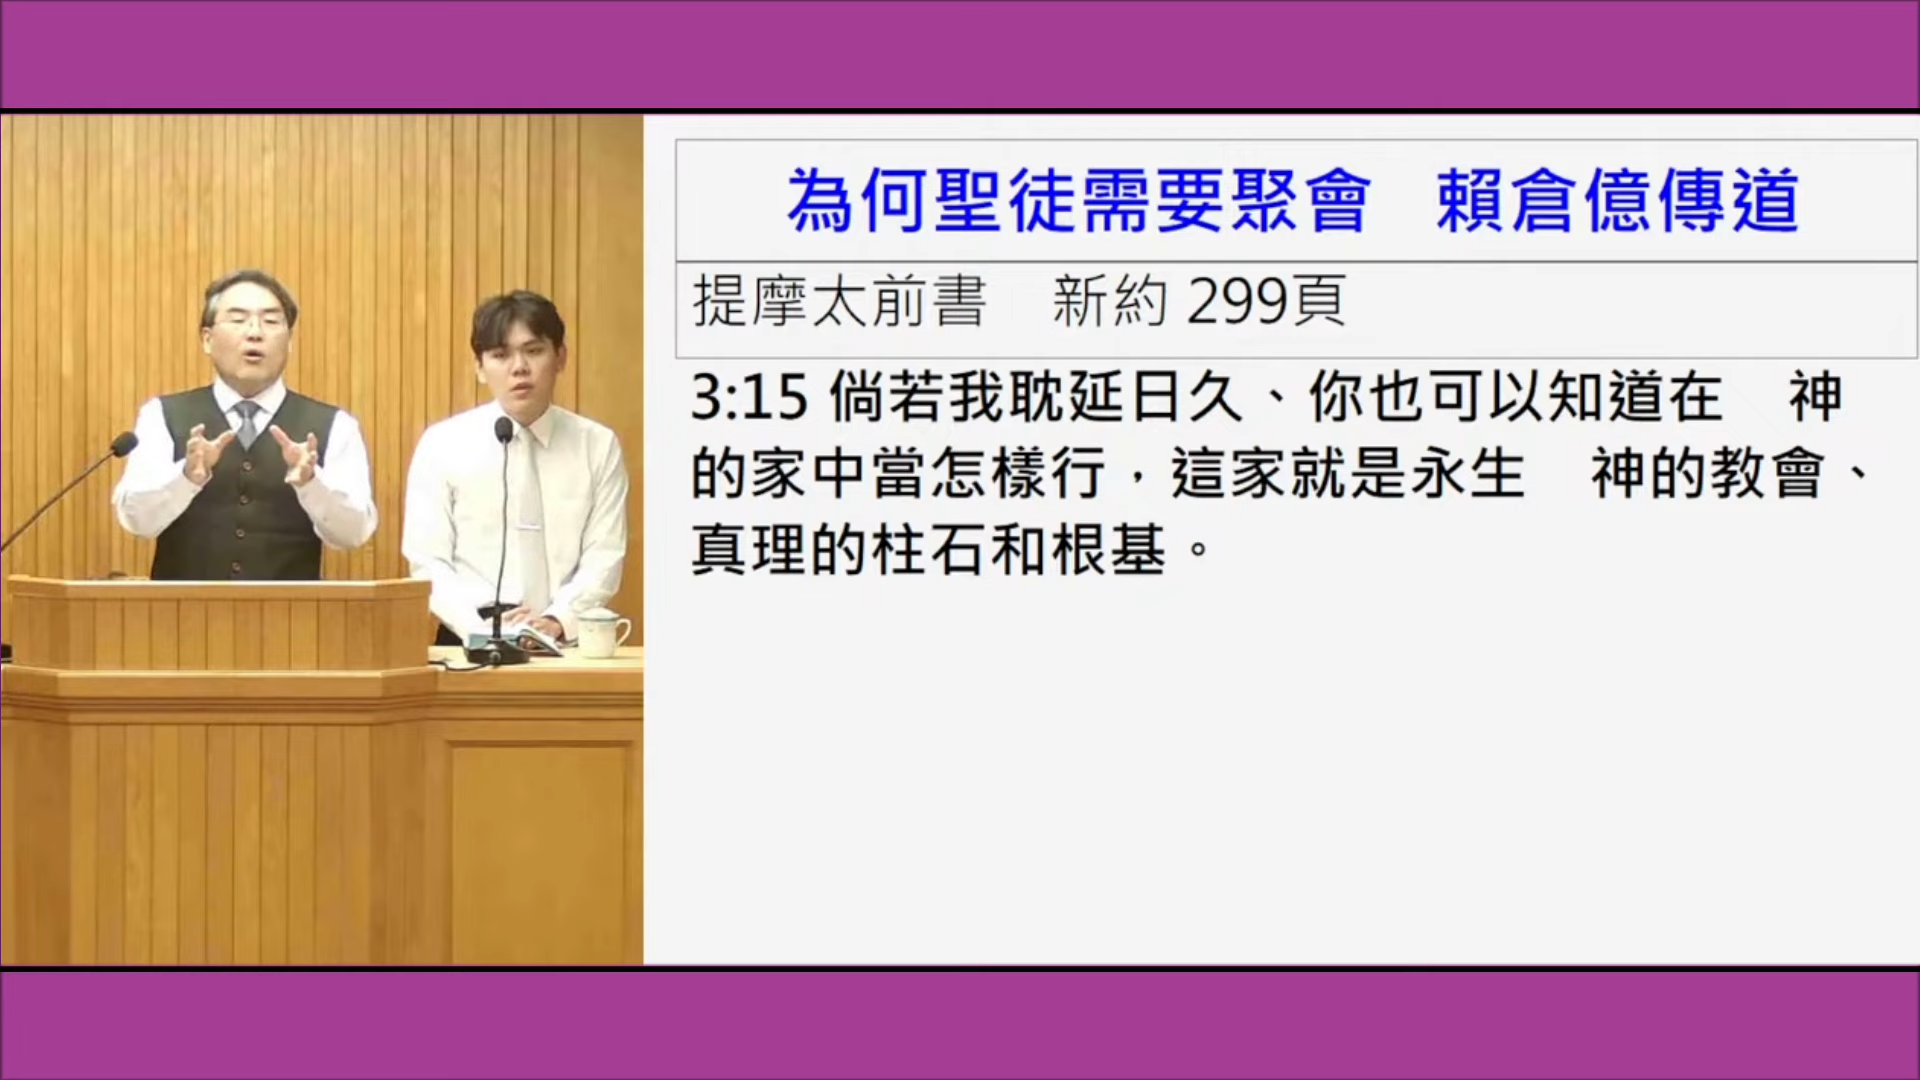 為何聖徒需要聚會　賴倉億傳道
提摩太前書　新約 299頁
3:15 倘若我耽延日久、你也可以知道在　神
的家中當怎樣行，這家就是永生　神的教會、
真理的柱石和根基。